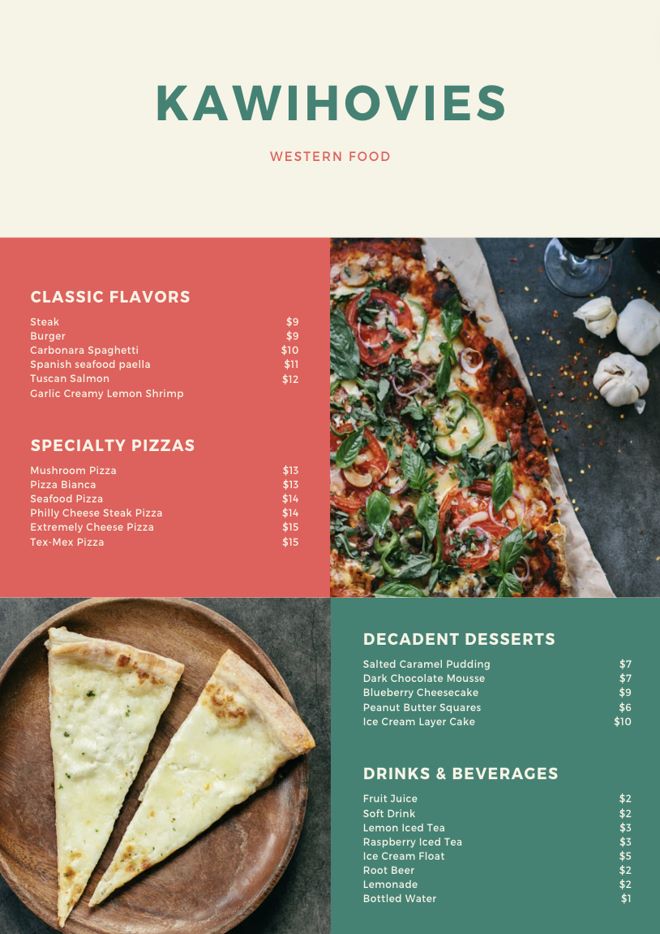 KAWIHOVIES
WESTERN FOOD
CLASSIC FLAVORS
Steak $9
Burger $9
Carbonara Spaghetti $10
Spanish seafood paella $11
Tuscan Salmon $12
Garlic Creamy Lemon Shrimp
SPECIALTY PIZZAS
Mushroom Pizza $13
Pizza Bianca $13
Seafood Pizza $14
Philly Cheese Steak Pizza $14
Extremely Cheese Pizza $15
Tex-Mex Pizza $15
DECADENT DESSERTS
Salted Caramel Pudding $7
Dark Chocolate Mousse $7
Blueberry Cheesecake $9
Peanut Butter Squares $6
Ice Cream Layer Cake $10
DRINKS & BEVERAGES
Fruit Juice $2
Soft Drink $2
Lemon Iced Tea $3
Raspberry Iced Tea $3
Ice Cream Float $5
Root Beer $2
Lemonade $2
Bottled Water $1